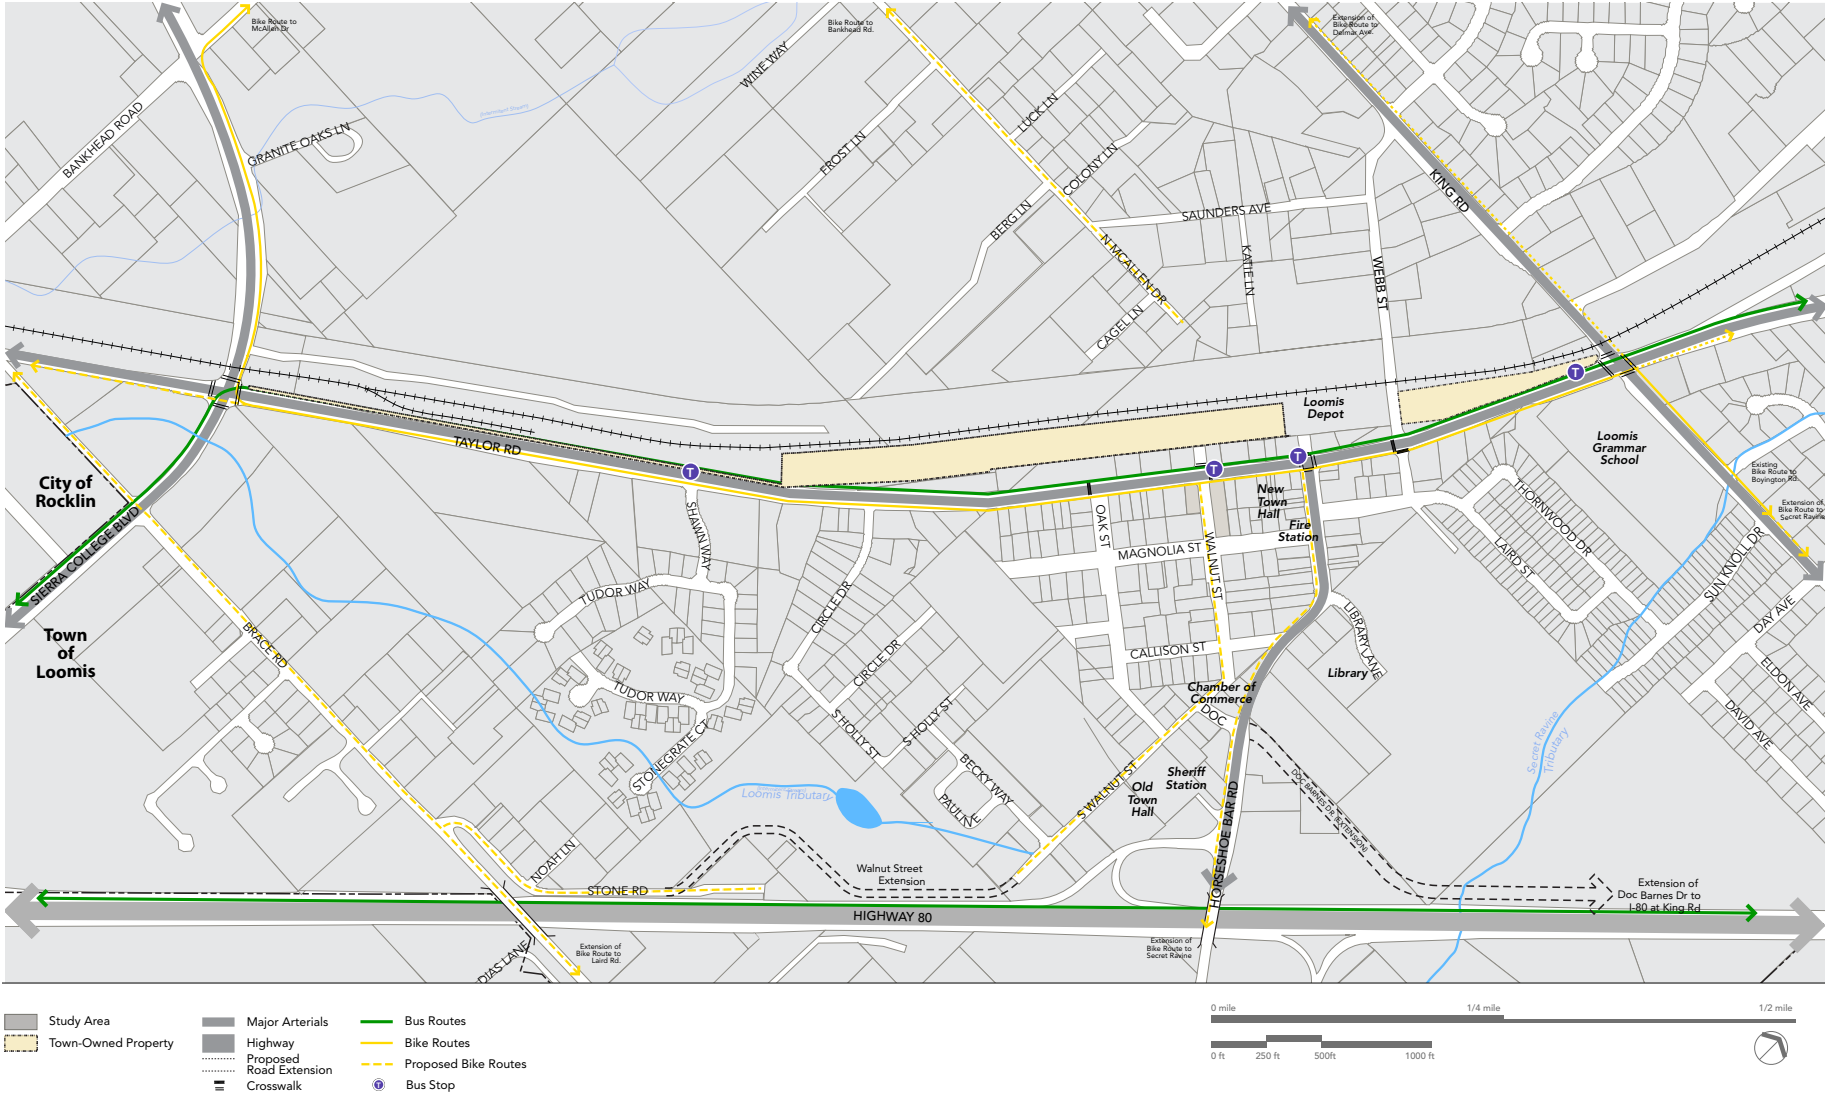 Bike Route to
McAllen Dr
Bike Route to
Bankhead Rd.
Extension of
Bike Route to
Delmar Ave.
WINE WAY
BANKHEAD ROAD
GRANITE OAKS LN
FROST LN
LUCK LN
COLONY LN
BERG LN
SAUNDERS AVE
KING RD
N MCALLEN DR
KATIE LN
WEBB ST
CAGEL LN
TAYLOR RD
T
T
T
T
Loomis
Depot
Loomis
Grammar
School
Existing
Bike Route to
Boyington Rd.
Extension of
Bike Route to
Secret Ravine
City of
Rocklin
SIERRA COLLEGE BLVD
Town
of
Loomis
BRACE RD
SHAWN WAY
TUDOR WAY
TUDOR WAY
STONEGRATE CT
CIRCLE DR
CIRCLE DR
S HOLLY ST
S HOLLY ST
BECKY WAY
PAULINE
OAK ST
MAGNOLIA ST
WALNUT ST
New
Town
Hall
Fire
Station
CALLISON ST
LIBRARY LANE
Library
Chamber of
Commerce
DOC
THORNWOOD DR
LAIRD ST
SUN KNOLL DR
DAY AVE
ELDON AVE
DAVID AVE
Secret Ravine
Tributary
Sheriff
Station
Old
Town
Hall
S WALNUT ST
HORSESHOE BAR RD
DOC BARNES DR. (EXTENSION)
Loomis Tributary
NOAH LN
STONE RD
Walnut Street
Extension
Extension of
Doc Barnes Dr to
I-80 at King Rd
HIGHWAY 80
DIAS LANE
Extension of
Bike Route to
Laird Rd.
Extension of
Bike Route to
Secret Ravine
Study Area
Town-Owned Property
Major Arterials
Highway
Proposed
Road Extension
Crosswalk
Bus Routes
Bike Routes
Proposed Bike Routes
T
Bus Stop
0 mile
1/4 mile
1/2 mile
0 ft
250 ft
500ft
1000 ft